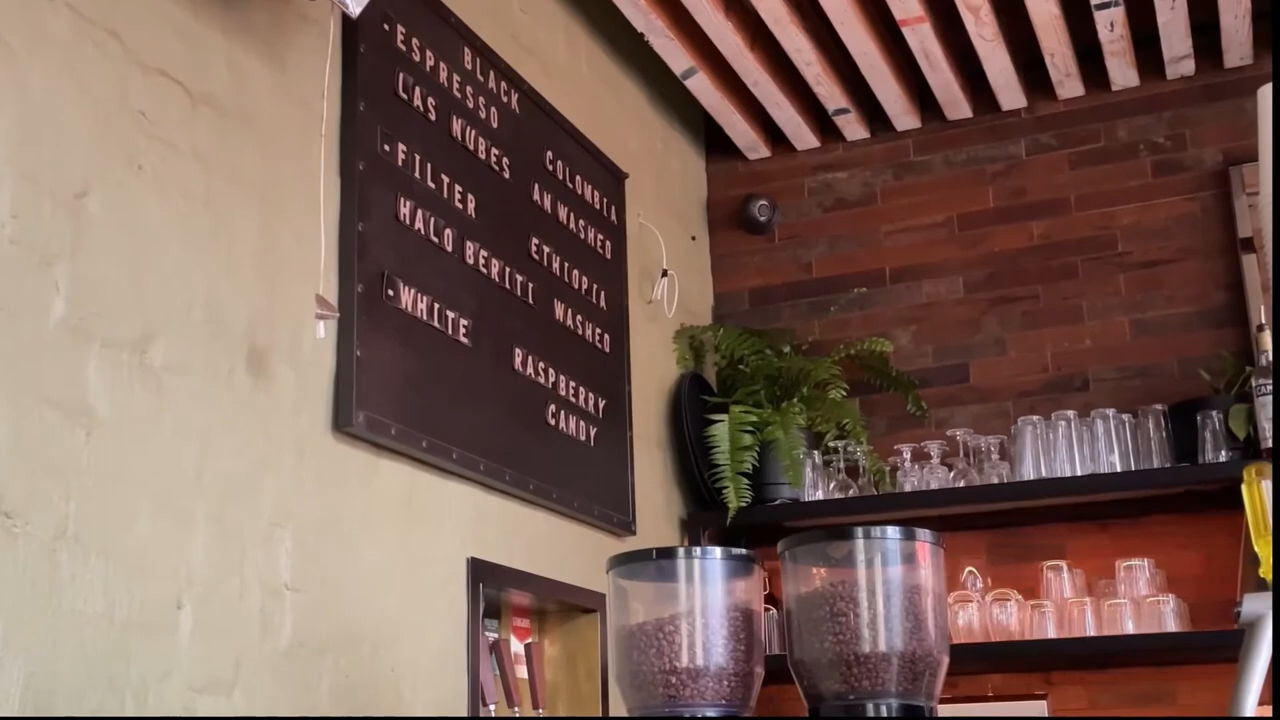 BLACK
-ESPRESSO
LAS NUBES COLOMBIA
AN WASHED
-FILTER
HALO BERITI ETHIOPIA
WASHED
-WHITE
RASPBERRY
CANDY